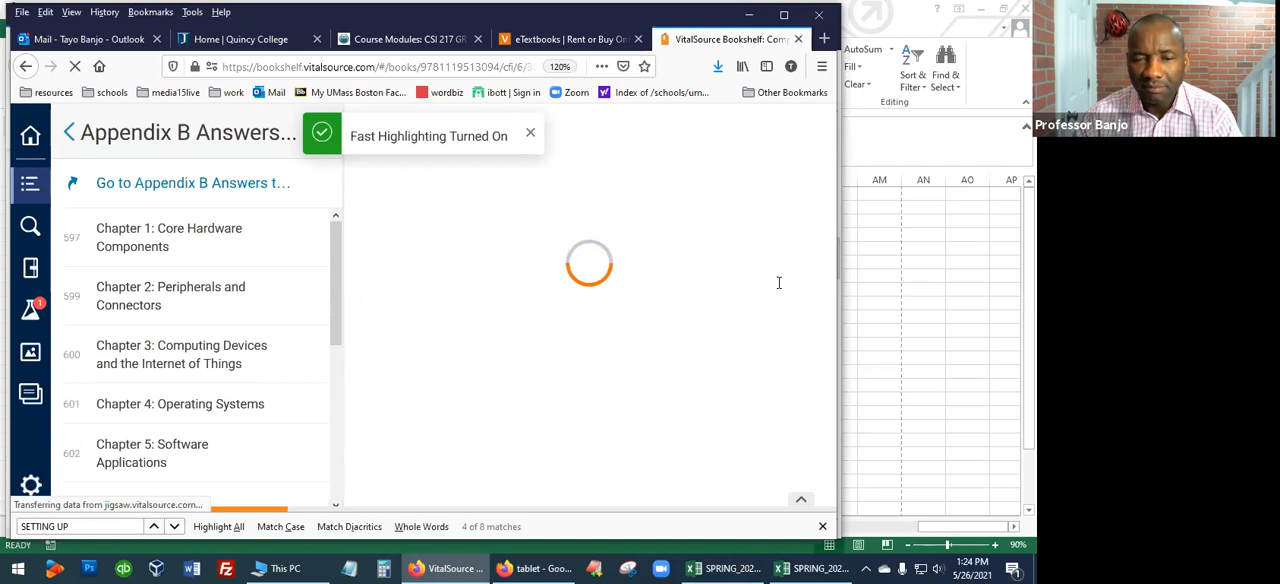 File Edit View History Bookmarks Tools Help
Mail - Tayo Banjo - Outlook
Home | Quincy College
Course Modules: CSI 217 GR
eTextbooks | Rent or Buy On
VitalSource Bookshelf: Comp
https://bookshelf.vitalsource.com/#/books/9781119513094/cfi/6/3
120%
resources schools media15live work Mail My UMass Boston Fac... wordbiz ibott | Sign in Zoom Index of /schools/um... Other Bookmarks
Appendix B Answers...
Fast Highlighting Turned On
Go to Appendix B Answers t...
597 Chapter 1: Core Hardware
Components
599 Chapter 2: Peripherals and
Connectors
600 Chapter 3: Computing Devices
and the Internet of Things
601 Chapter 4: Operating Systems
602 Chapter 5: Software
Applications
1
Transferring data from jigsaw.vitalsource.com...
SETTING UP Highlight All Match Case Match Diacritics Whole Words 4 of 8 matches
AutoSum
Fill
Clear
Sort & Filter
Find & Select
Editing
AM AN AO AP
Professor Banjo
READY
90%
This PC
VitalSource ...
tablet - Goo...
SPRING_202...
SPRING_202...
1:24 PM
5/26/2021